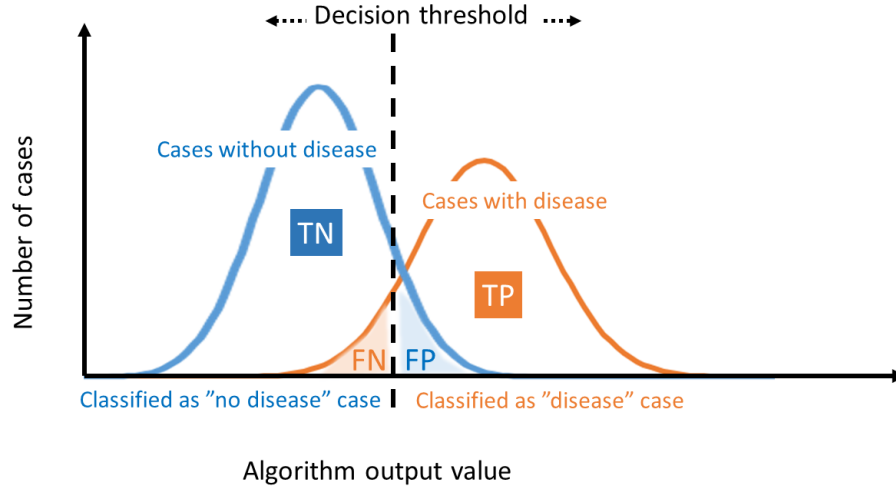 Decision threshold
Number of cases
Cases without disease
Cases with disease
TN
TP
FN
FP
Classified as ”no disease” case
Classified as ”disease” case
Algorithm output value